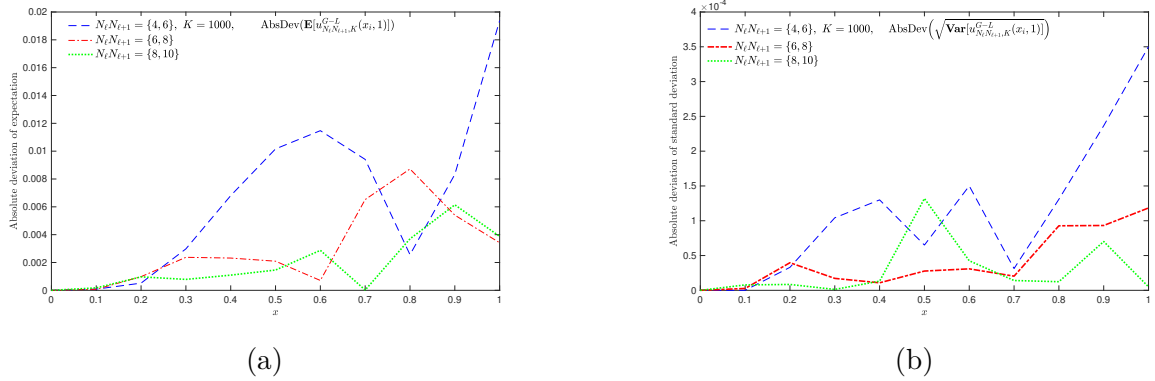 0.02
0.018
0.016
0.014
0.012
0.01
0.008
0.006
0.004
0.002
0
Absolute deviation of expectation
N_ℓN_{ℓ+1} = {4, 6}, K = 1000, AbsDev(E[u^{G-L}_{N_ℓN_{ℓ+1},K}(x_i, 1)])
N_ℓN_{ℓ+1} = {6, 8}
N_ℓN_{ℓ+1} = {8, 10}
0 0.1 0.2 0.3 0.4 0.5 0.6 0.7 0.8 0.9 1
x
(a)
×10^{-4}
4
3.5
3
2.5
2
1.5
1
0.5
0
Absolute deviation of standard deviation
N_ℓN_{ℓ+1} = {4, 6}, K = 1000, AbsDev(√Var[u^{G-L}_{N_ℓN_{ℓ+1},K}(x_i, 1)])
N_ℓN_{ℓ+1} = {6, 8}
N_ℓN_{ℓ+1} = {8, 10}
0 0.1 0.2 0.3 0.4 0.5 0.6 0.7 0.8 0.9 1
x
(b)